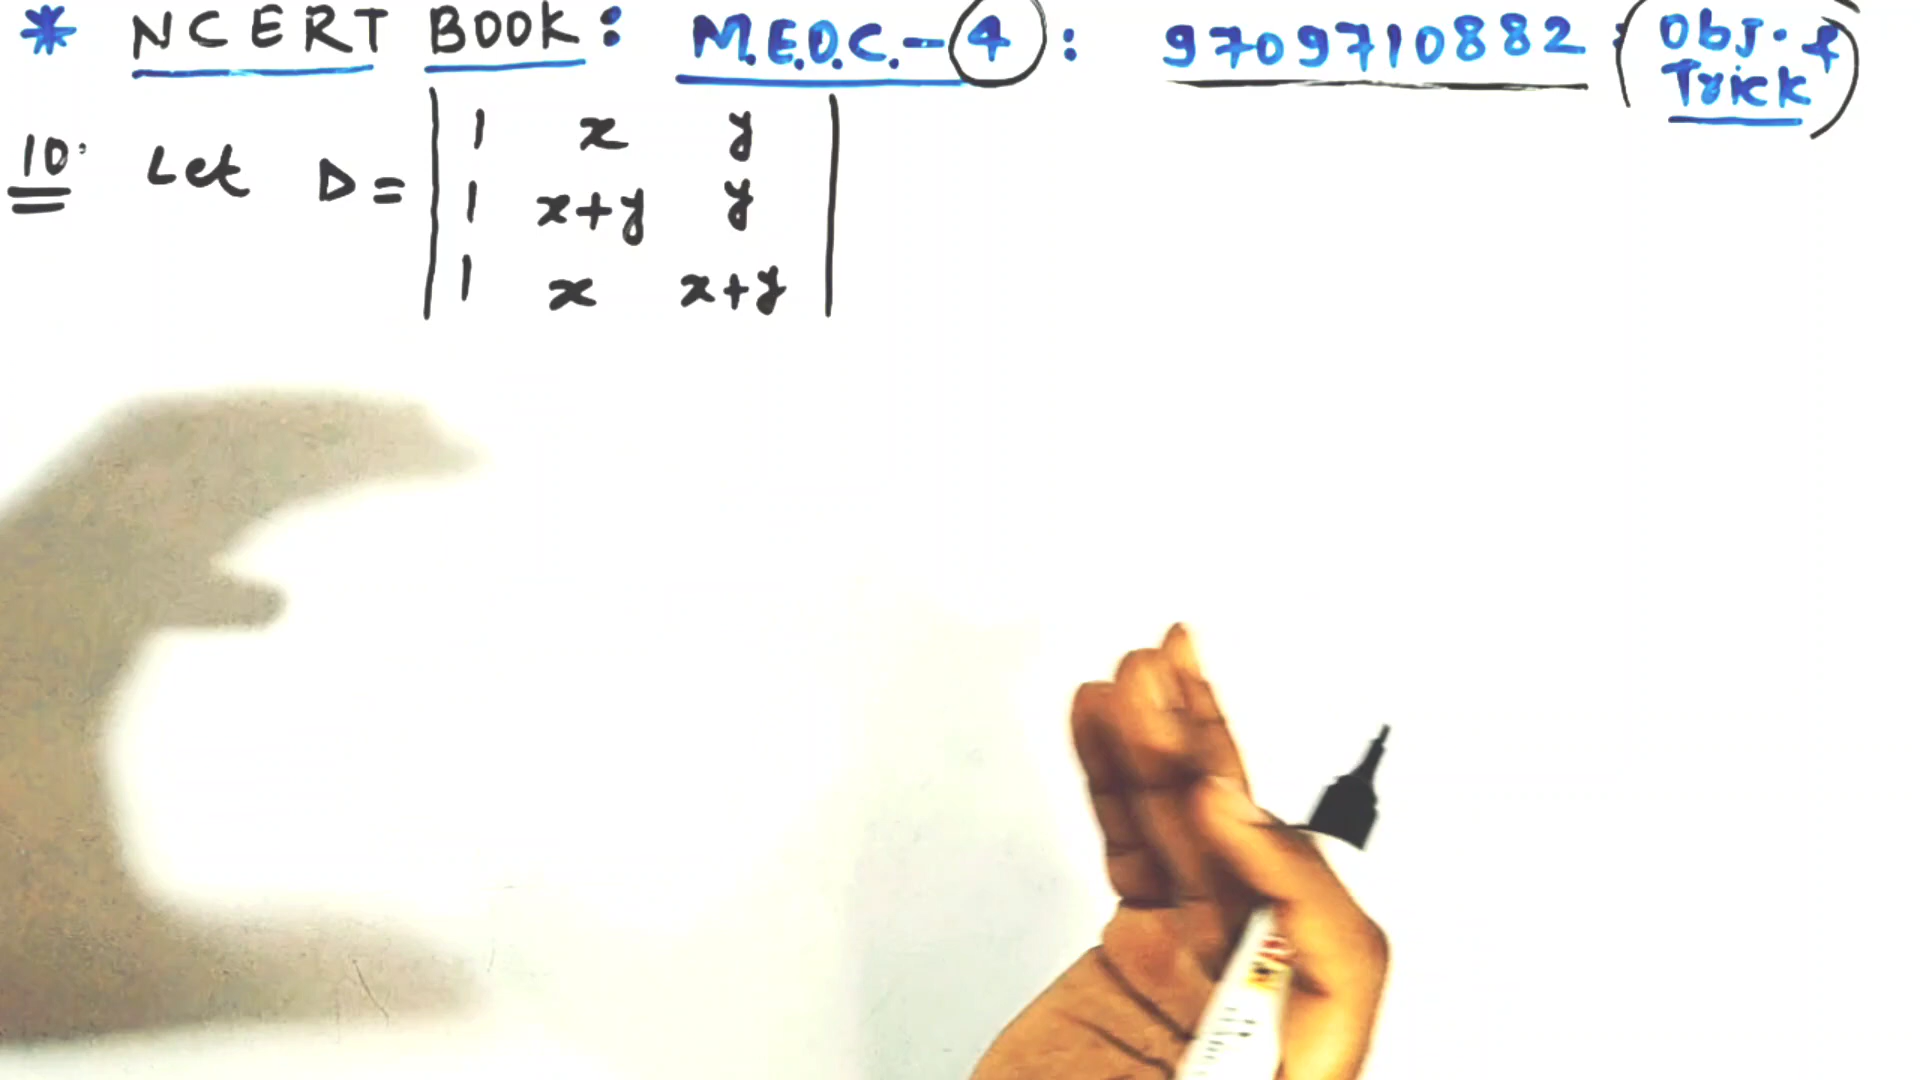 * NCERT BOOK: M.E.O.C.-4: 9709710882: Obj. &
Trick
10. Let Δ = | 1 x y |
| 1 x+y y |
| 1 x x+y |